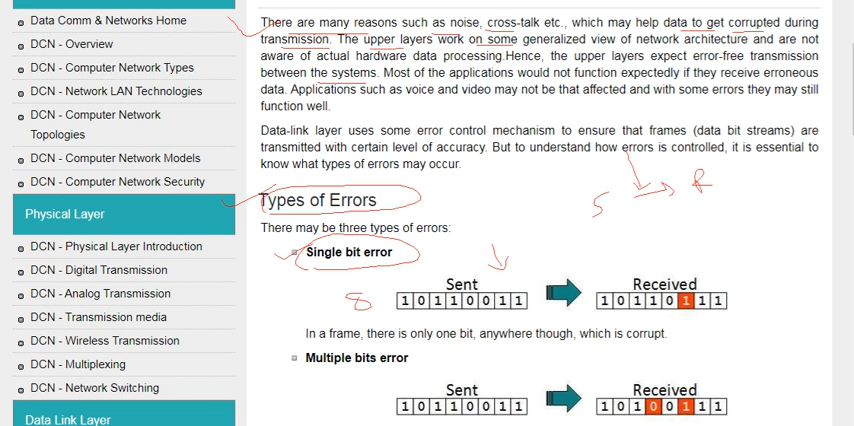 Data Comm & Networks Home
DCN - Overview
DCN - Computer Network Types
DCN - Network LAN Technologies
DCN - Computer Network
Topologies
DCN - Computer Network Models
DCN - Computer Network Security
Physical Layer
DCN - Physical Layer Introduction
DCN - Digital Transmission
DCN - Analog Transmission
DCN - Transmission media
DCN - Wireless Transmission
DCN - Multiplexing
DCN - Network Switching
Data Link Layer
There are many reasons such as noise, cross-talk etc., which may help data to get corrupted during
transmission. The upper layers work on some generalized view of network architecture and are not
aware of actual hardware data processing.Hence, the upper layers expect error-free transmission
between the systems. Most of the applications would not function expectedly if they receive erroneous
data. Applications such as voice and video may not be that affected and with some errors they may still
function well.
Data-link layer uses some error control mechanism to ensure that frames (data bit streams) are
transmitted with certain level of accuracy. But to understand how errors is controlled, it is essential to
know what types of errors may occur.
S R
Types of Errors
There may be three types of errors:
Single bit error
Sent Received
8 1 0 1 1 0 0 1 1 1 0 1 1 0 1 1 1
In a frame, there is only one bit, anywhere though, which is corrupt.
Multiple bits error
Sent Received
1 0 1 1 0 0 1 1 1 0 1 0 0 1 1 1